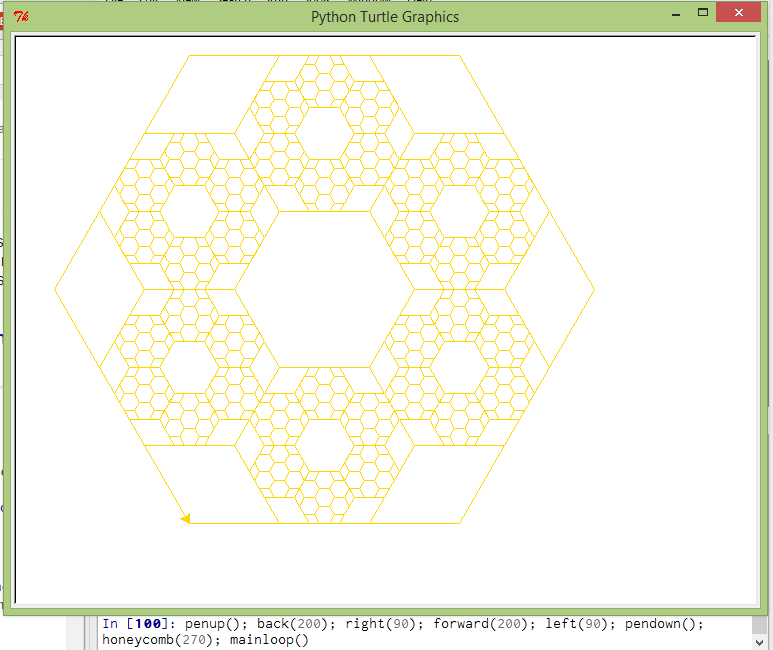 Python Turtle Graphics
In [100]: penup(); back(200); right(90); forward(200); left(90); pendown();
honeycomb(270); mainloop()